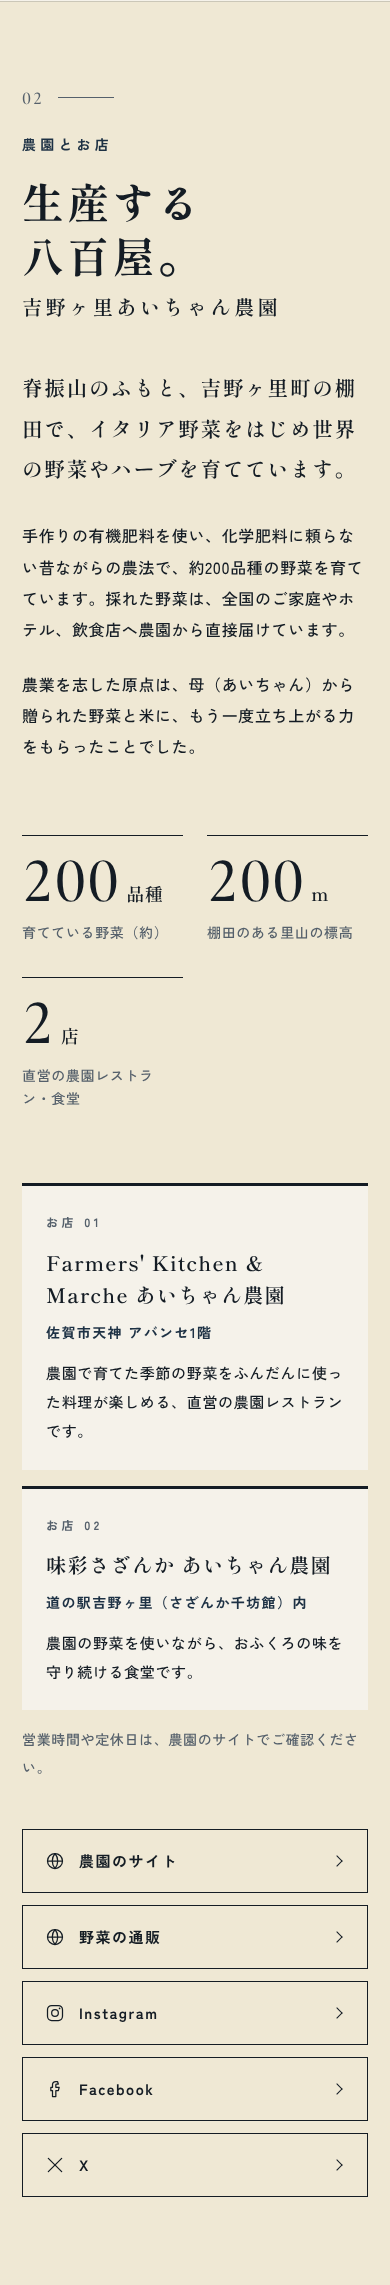 02
農園とお店
生産する
八百屋。
吉野ヶ里あいちゃん農園
脊振山のふもと、吉野ヶ里町の棚
田で、イタリア野菜をはじめ世界
の野菜やハーブを育てています。
手作りの有機肥料を使い、化学肥料に頼らな
い昔ながらの農法で、約200品種の野菜を育て
ています。採れた野菜は、全国のご家庭やホ
テル、飲食店へ農園から直接届けています。
農業を志した原点は、母（あいちゃん）から
贈られた野菜と米に、もう一度立ち上がる力
をもらったことでした。
200 品種
育てている野菜（約）
200 m
棚田のある里山の標高
2 店
直営の農園レストラ
ン・食堂
お店 01
Farmers' Kitchen &
Marche あいちゃん農園
佐賀市天神 アバンセ1階
農園で育てた季節の野菜をふんだんに使っ
た料理が楽しめる、直営の農園レストラン
です。
お店 02
味彩さざんか あいちゃん農園
道の駅吉野ヶ里（さざんか千坊館）内
農園の野菜を使いながら、おふくろの味を
守り続ける食堂です。
営業時間や定休日は、農園のサイトでご確認くださ
い。
農園のサイト
野菜の通販
Instagram
Facebook
X